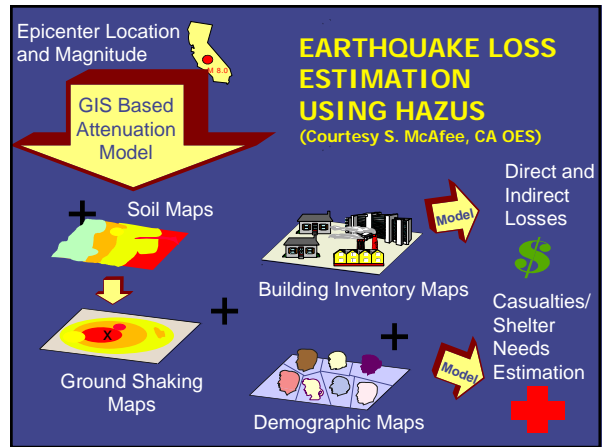 Epicenter Location
and Magnitude
M 8.0
EARTHQUAKE LOSS
ESTIMATION
USING HAZUS
(Courtesy S. McAfee, CA OES)
GIS Based
Attenuation
Model
+
Soil Maps
Model
Direct and
Indirect
Losses
$
Building Inventory Maps
X
+
Ground Shaking
Maps
+
Demographic Maps
Model
Casualties/
Shelter
Needs
Estimation